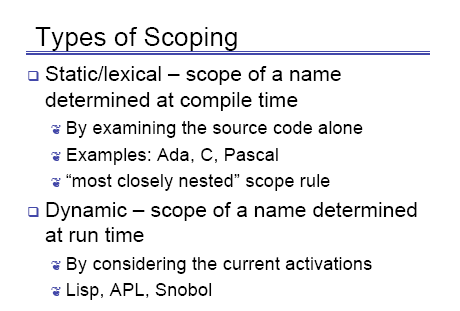 Types of Scoping
Static/lexical – scope of a name
determined at compile time
By examining the source code alone
Examples: Ada, C, Pascal
“most closely nested” scope rule
Dynamic – scope of a name determined
at run time
By considering the current activations
Lisp, APL, Snobol